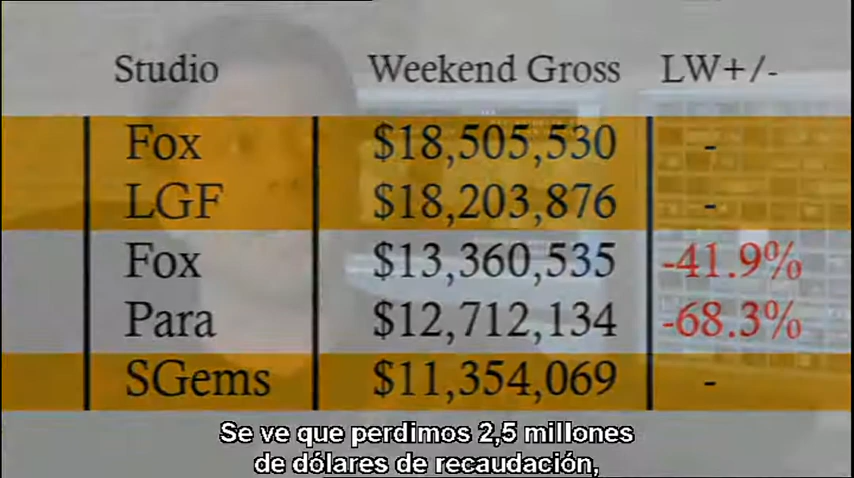 Studio Weekend Gross LW+/-
Fox $18,505,530 -
LGF $18,203,876 -
Fox $13,360,535 -41.9%
Para $12,712,134 -68.3%
SGems $11,354,069 -
Se ve que perdimos 2,5 millones
de dólares de recaudación,